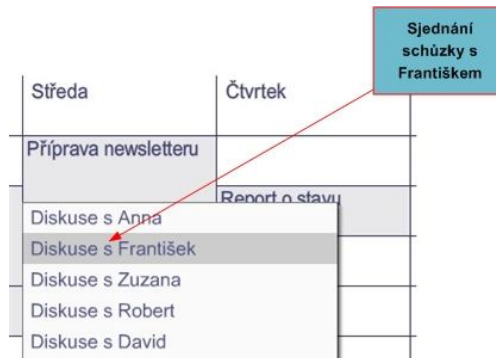 Sjednání
schůzky s
Františkem
Středa
Čtvrtek
Příprava newsletteru
Report o stavu
Diskuse s Anna
Diskuse s František
Diskuse s Zuzana
Diskuse s Robert
Diskuse s David